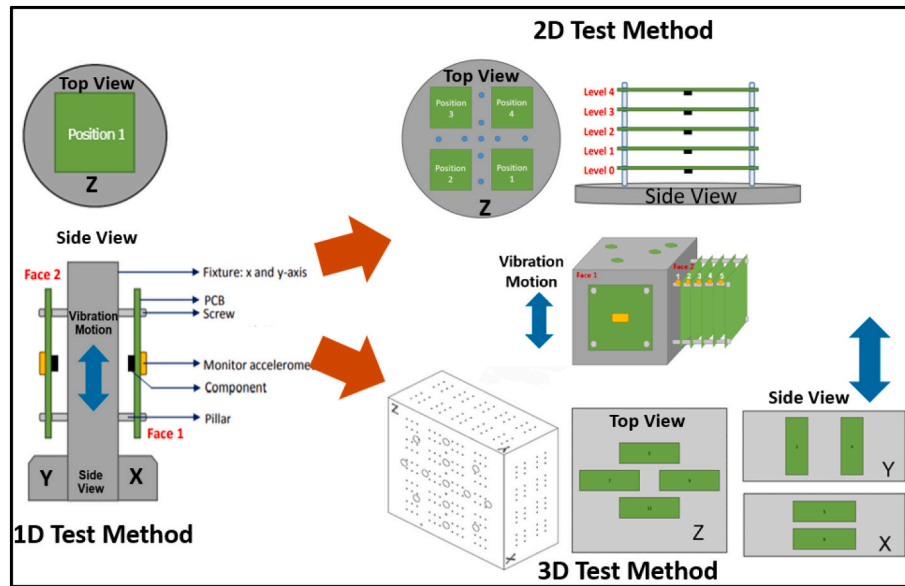 2D Test Method
Top View
Position 1
Z
Side View
Face 2
Fixture: x and y-axis
PCB
Screw
Vibration
Motion
Monitor accelerome
Component
Pillar
Face 1
Y
Side
View
X
1D Test Method
Top View
Position
3
Position
4
Position
2
Position
1
Z
Level 4
Level 3
Level 2
Level 1
Level 0
Side View
Vibration
Motion
Face 1
Face 2
1 2 3 4 5
Z
Y
X
Top View
Z
Side View
Y
X
3D Test Method